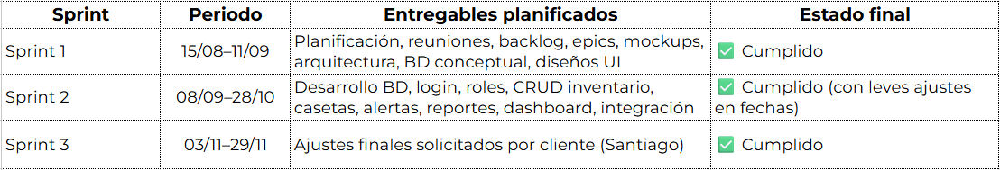 Sprint Periodo Entregables planificados Estado final
Sprint 1 15/08–11/09 Planificación, reuniones, backlog, epics, mockups, arquitectura, BD conceptual, diseños UI ✅ Cumplido
Sprint 2 08/09–28/10 Desarrollo BD, login, roles, CRUD inventario, casetas, alertas, reportes, dashboard, integración ✅ Cumplido (con leves ajustes en fechas)
Sprint 3 03/11–29/11 Ajustes finales solicitados por cliente (Santiago) ✅ Cumplido